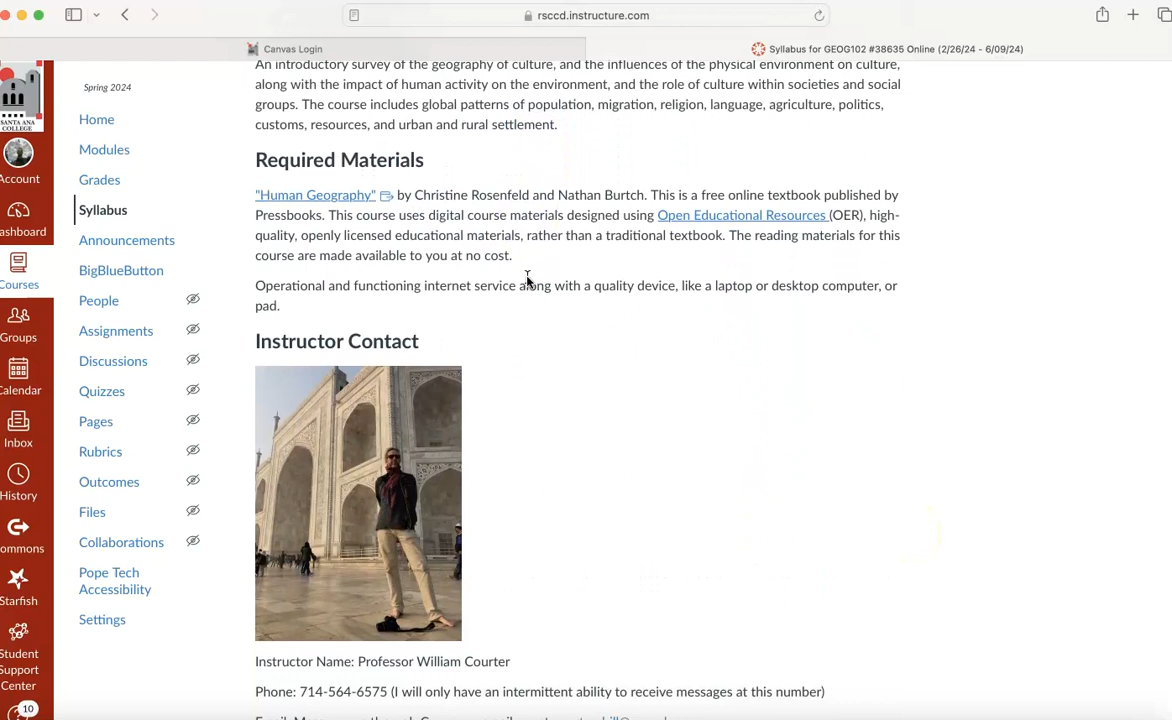 rsccd.instructure.com
Canvas Login
Syllabus for GEOG102 #38635 Online (2/26/24 - 6/09/24)
SANTA ANA
COLLEGE
Account
ashboard
Courses
Groups
Calendar
Inbox
History
ommons
Starfish
Student
Support
Center
10
Spring 2024
Home
Modules
Grades
Syllabus
Announcements
BigBlueButton
People
Assignments
Discussions
Quizzes
Pages
Rubrics
Outcomes
Files
Collaborations
Pope Tech
Accessibility
Settings
An introductory survey of the geography of culture, and the influences of the physical environment on culture,
along with the impact of human activity on the environment, and the role of culture within societies and social
groups. The course includes global patterns of population, migration, religion, language, agriculture, politics,
customs, resources, and urban and rural settlement.
Required Materials
"Human Geography" by Christine Rosenfeld and Nathan Burtch. This is a free online textbook published by
Pressbooks. This course uses digital course materials designed using Open Educational Resources (OER), high-
quality, openly licensed educational materials, rather than a traditional textbook. The reading materials for this
course are made available to you at no cost.
Operational and functioning internet service along with a quality device, like a laptop or desktop computer, or
pad.
Instructor Contact
Instructor Name: Professor William Courter
Phone: 714-564-6575 (I will only have an intermittent ability to receive messages at this number)